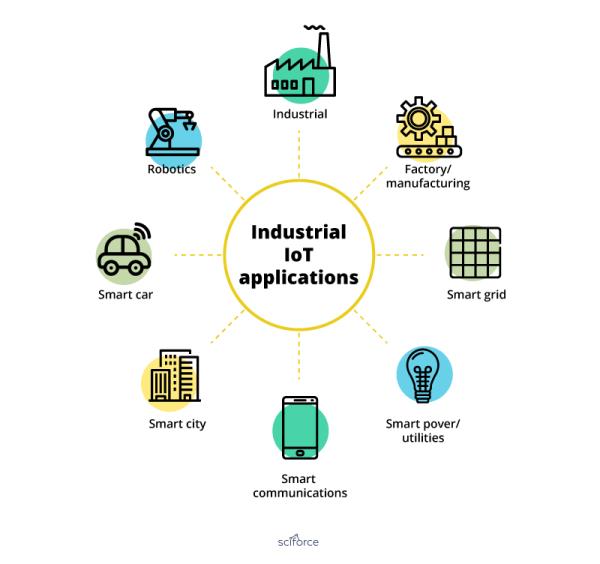 Industrial
Robotics
Factory/
manufacturing
Industrial
IoT
applications
Smart car
Smart grid
Smart city
Smart pover/
utilities
Smart
communications
sciforce